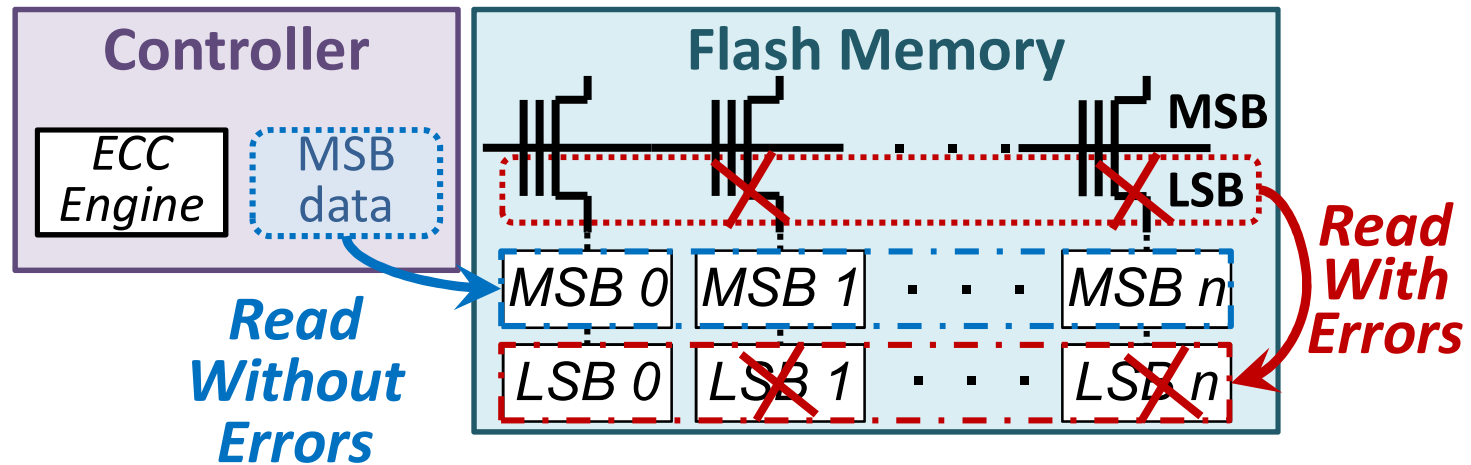 Controller
ECC
Engine
MSB
data
Flash Memory
MSB
LSB
MSB 0
MSB 1
. . .
MSB n
LSB 0
LSB 1
. . .
LSB n
Read
Without
Errors
Read
With
Errors